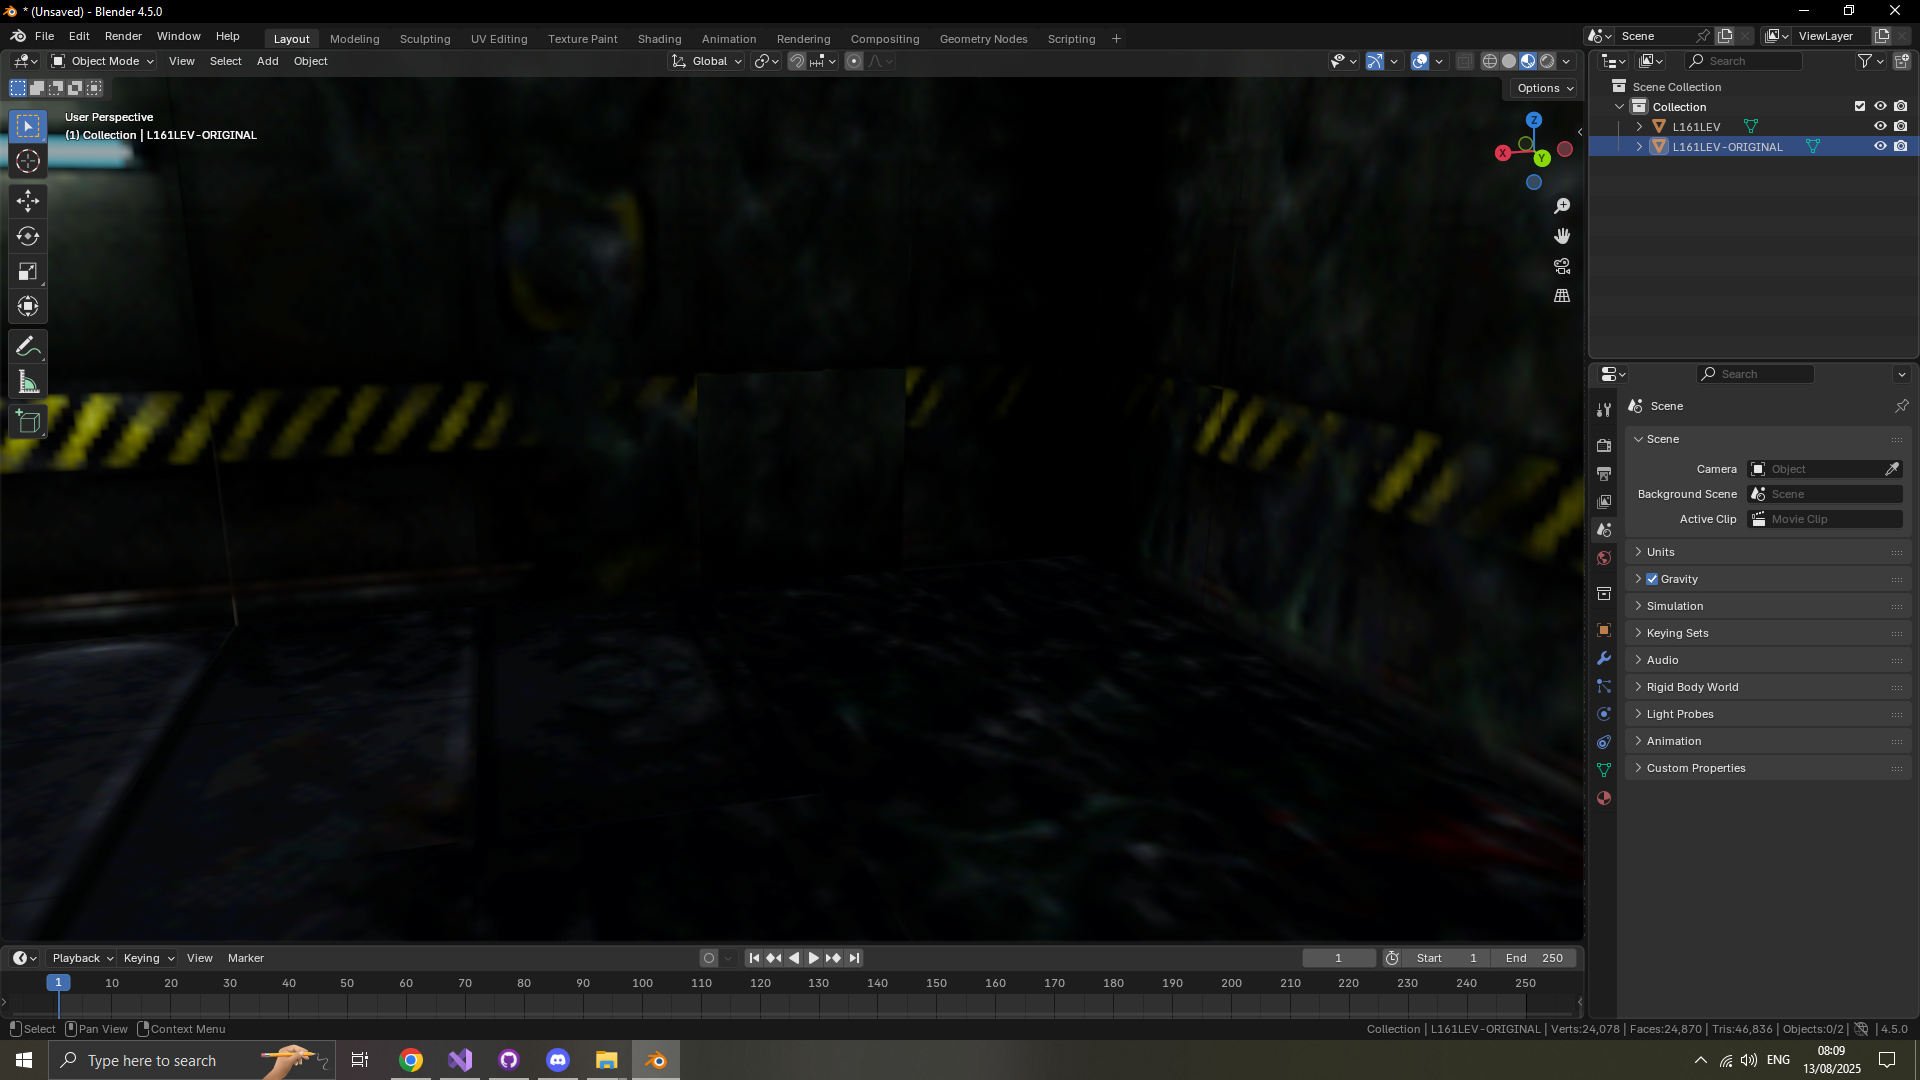 * (Unsaved) - Blender 4.5.0
File Edit Render Window Help
Layout Modeling Sculpting UV Editing Texture Paint Shading Animation Rendering Compositing Geometry Nodes Scripting +
Scene
ViewLayer
Object Mode View Select Add Object
Global
Search
Options
User Perspective
(1) Collection | L161LEV-ORIGINAL
Z
X
Y
Scene Collection
Collection
L161LEV
L161LEV-ORIGINAL
Search
Scene
Scene
Camera Object
Background Scene Scene
Active Clip Movie Clip
Units
Gravity
Simulation
Keying Sets
Audio
Rigid Body World
Light Probes
Animation
Custom Properties
Playback Keying View Marker
1
Start 1 End 250
1 10 20 30 40 50 60 70 80 90 100 110 120 130 140 150 160 170 180 190 200 210 220 230 240 250
Select Pan View Context Menu
Collection | L161LEV-ORIGINAL | Verts:24,078 | Faces:24,870 | Tris:46,836 | Objects:0/2 | 4.5.0
Type here to search
ENG
08:09
13/08/2025